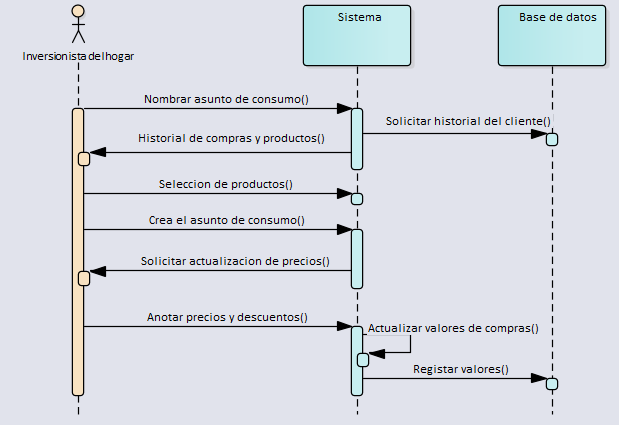 Sistema
Base de datos
Inversionista del hogar
Nombrar asunto de consumo()
Solicitar historial del cliente()
Historial de compras y productos()
Seleccion de productos()
Crea el asunto de consumo()
Solicitar actualizacion de precios()
Anotar precios y descuentos()
Actualizar valores de compras()
Registar valores()